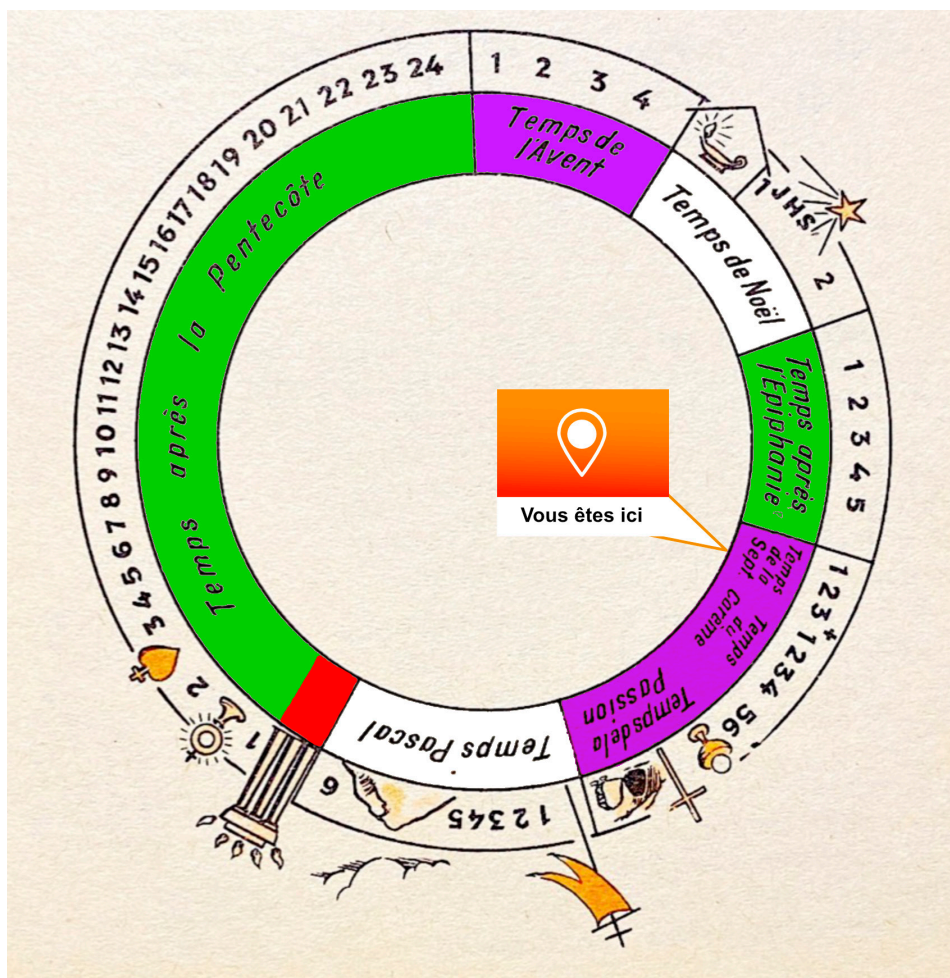 1 2 3 4
Temps de
l'Avent
Temps de Noël
1 JHS
2
Temps après
l'Epiphanie
1 2 3 4 5
Vous êtes ici
Temps
de la
Sept.
1 2 3
Temps
du
Carême
1 2 3 4
Temps de la
Passion
5 6
Temps Pascal
1 2 3 4 5
6
Temps après la Pentecôte
1
2
3 4 5 6 7 8 9 10 11 12 13 14 15 16 17 18 19 20 21 22 23 24